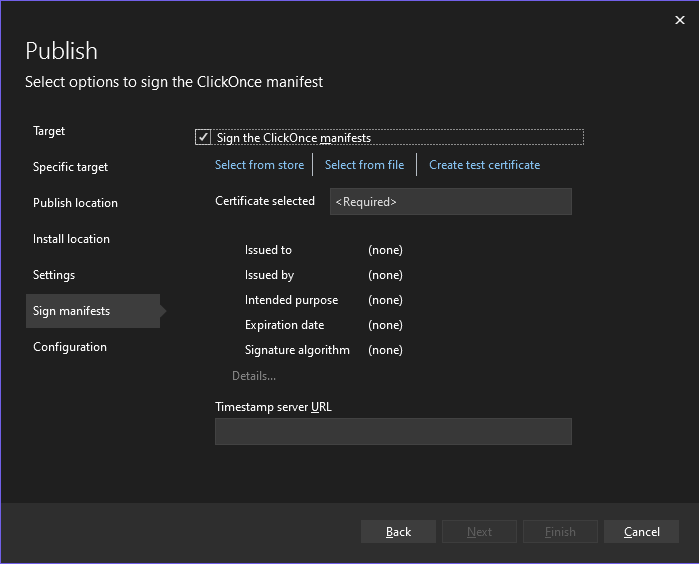 Publish
Select options to sign the ClickOnce manifest
Target
Specific target
Publish location
Install location
Settings
Sign manifests
Configuration
Sign the ClickOnce manifests
Select from store
Select from file
Create test certificate
Certificate selected
<Required>
Issued to (none)
Issued by (none)
Intended purpose (none)
Expiration date (none)
Signature algorithm (none)
Details...
Timestamp server URL
Back
Next
Finish
Cancel